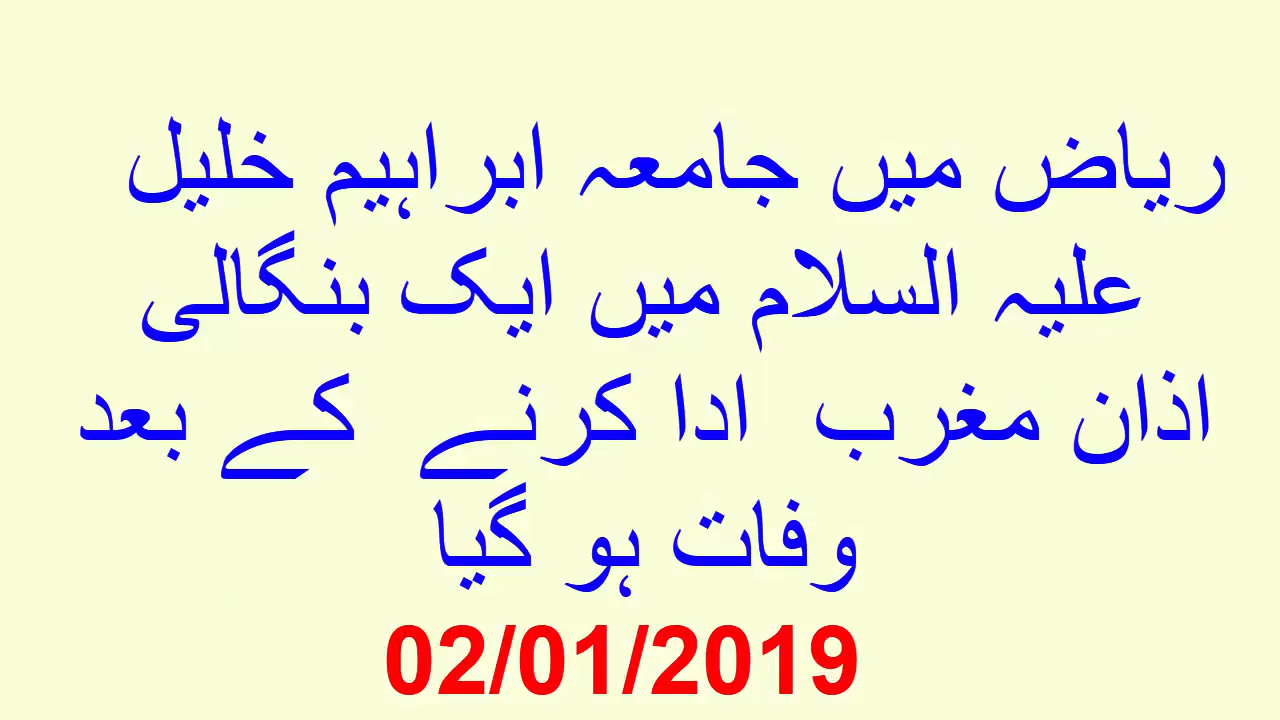 ریاض میں جامعہ ابراہیم خلیل
علیہ السلام میں ایک بنگالی
اذان مغرب ادا کرنے کے بعد
وفات ہو گیا
02/01/2019